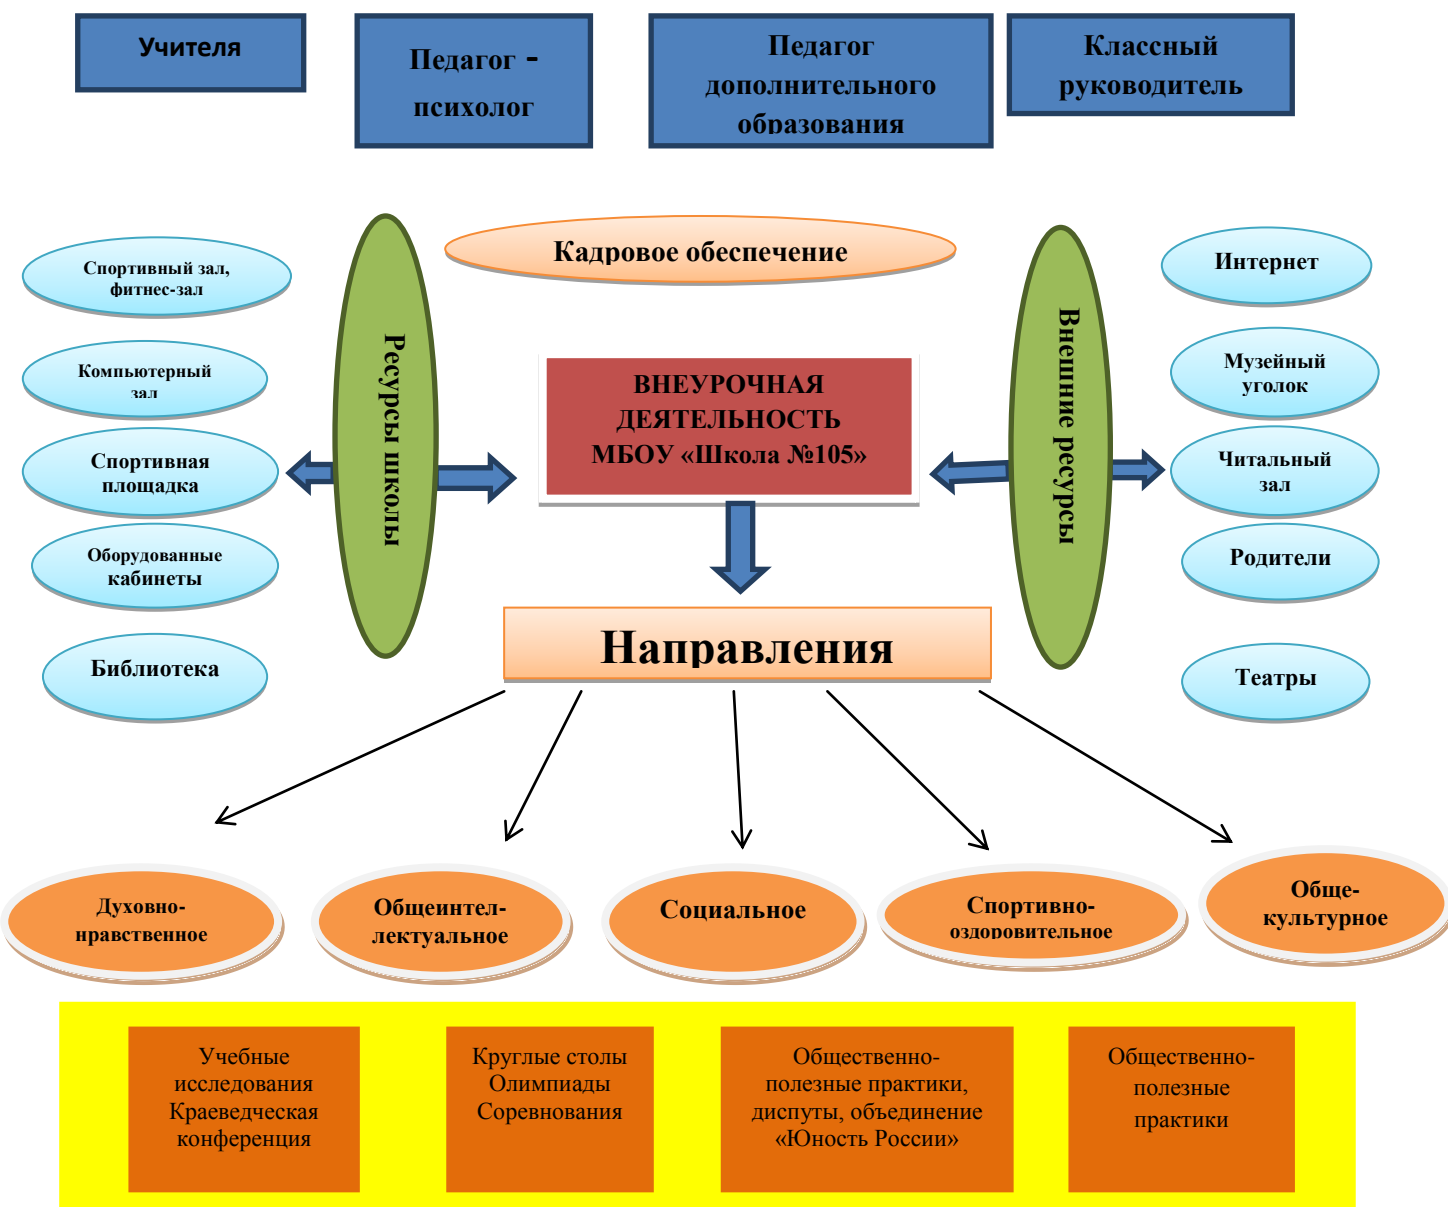 Учителя
Педагог -
психолог
Педагог
дополнительного
образования
Классный
руководитель
Кадровое обеспечение
Спортивный зал,
фитнес-зал
Компьютерный
зал
Спортивная
площадка
Оборудованные
кабинеты
Библиотека
Ресурсы школы
ВНЕУРОЧНАЯ
ДЕЯТЕЛЬНОСТЬ
МБОУ «Школа №105»
Внешние ресурсы
Интернет
Музейный
уголок
Читальный
зал
Родители
Театры
Направления
Духовно-
нравственное
Общеинтел-
лектуальное
Социальное
Спортивно-
оздоровительное
Обще-
культурное
Учебные
исследования
Краеведческая
конференция
Круглые столы
Олимпиады
Соревнования
Общественно-
полезные практики,
диспуты, объединение
«Юность России»
Общественно-
полезные
практики